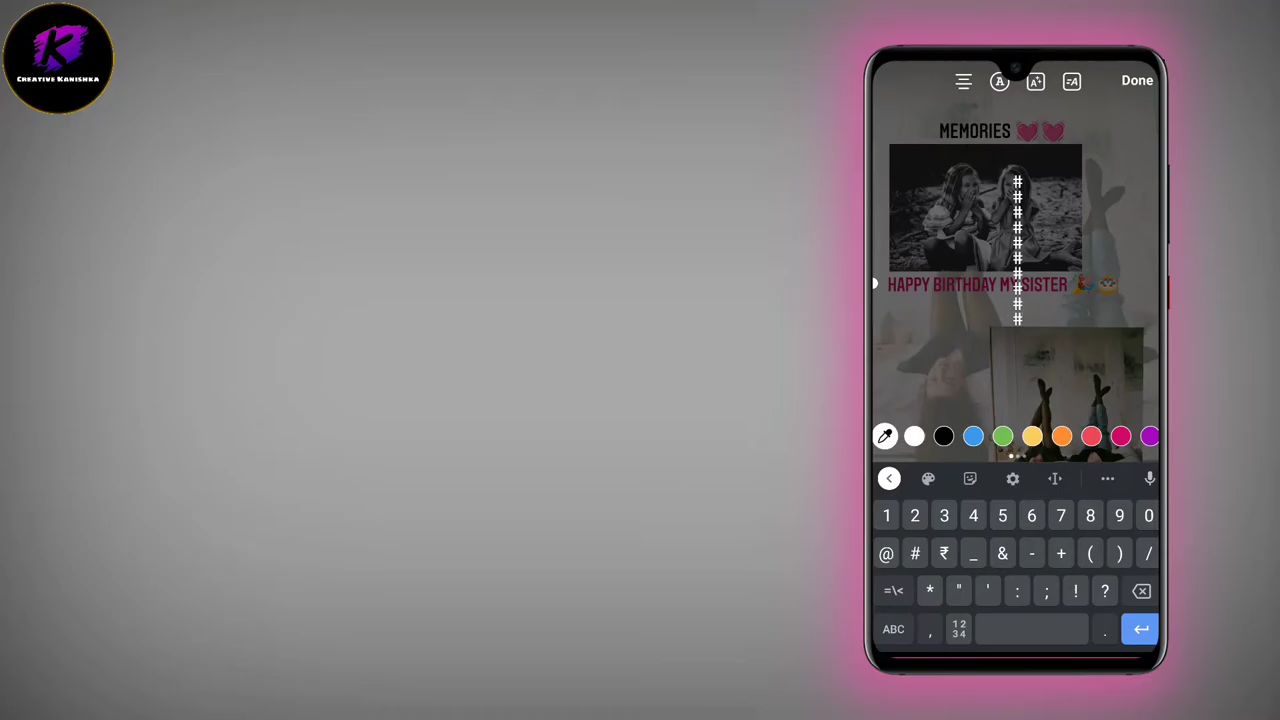 K
CREATIVE KANISHKA
A A+ =A Done
MEMORIES 💓💓
#
#
#
#
#
#
#
#
#
#
HAPPY BIRTHDAY MY SISTER
1 2 3 4 5 6 7 8 9 0
@ # ₹ _ & - + ( ) /
=\< * " ' : ; ! ?
ABC , 12 34 .